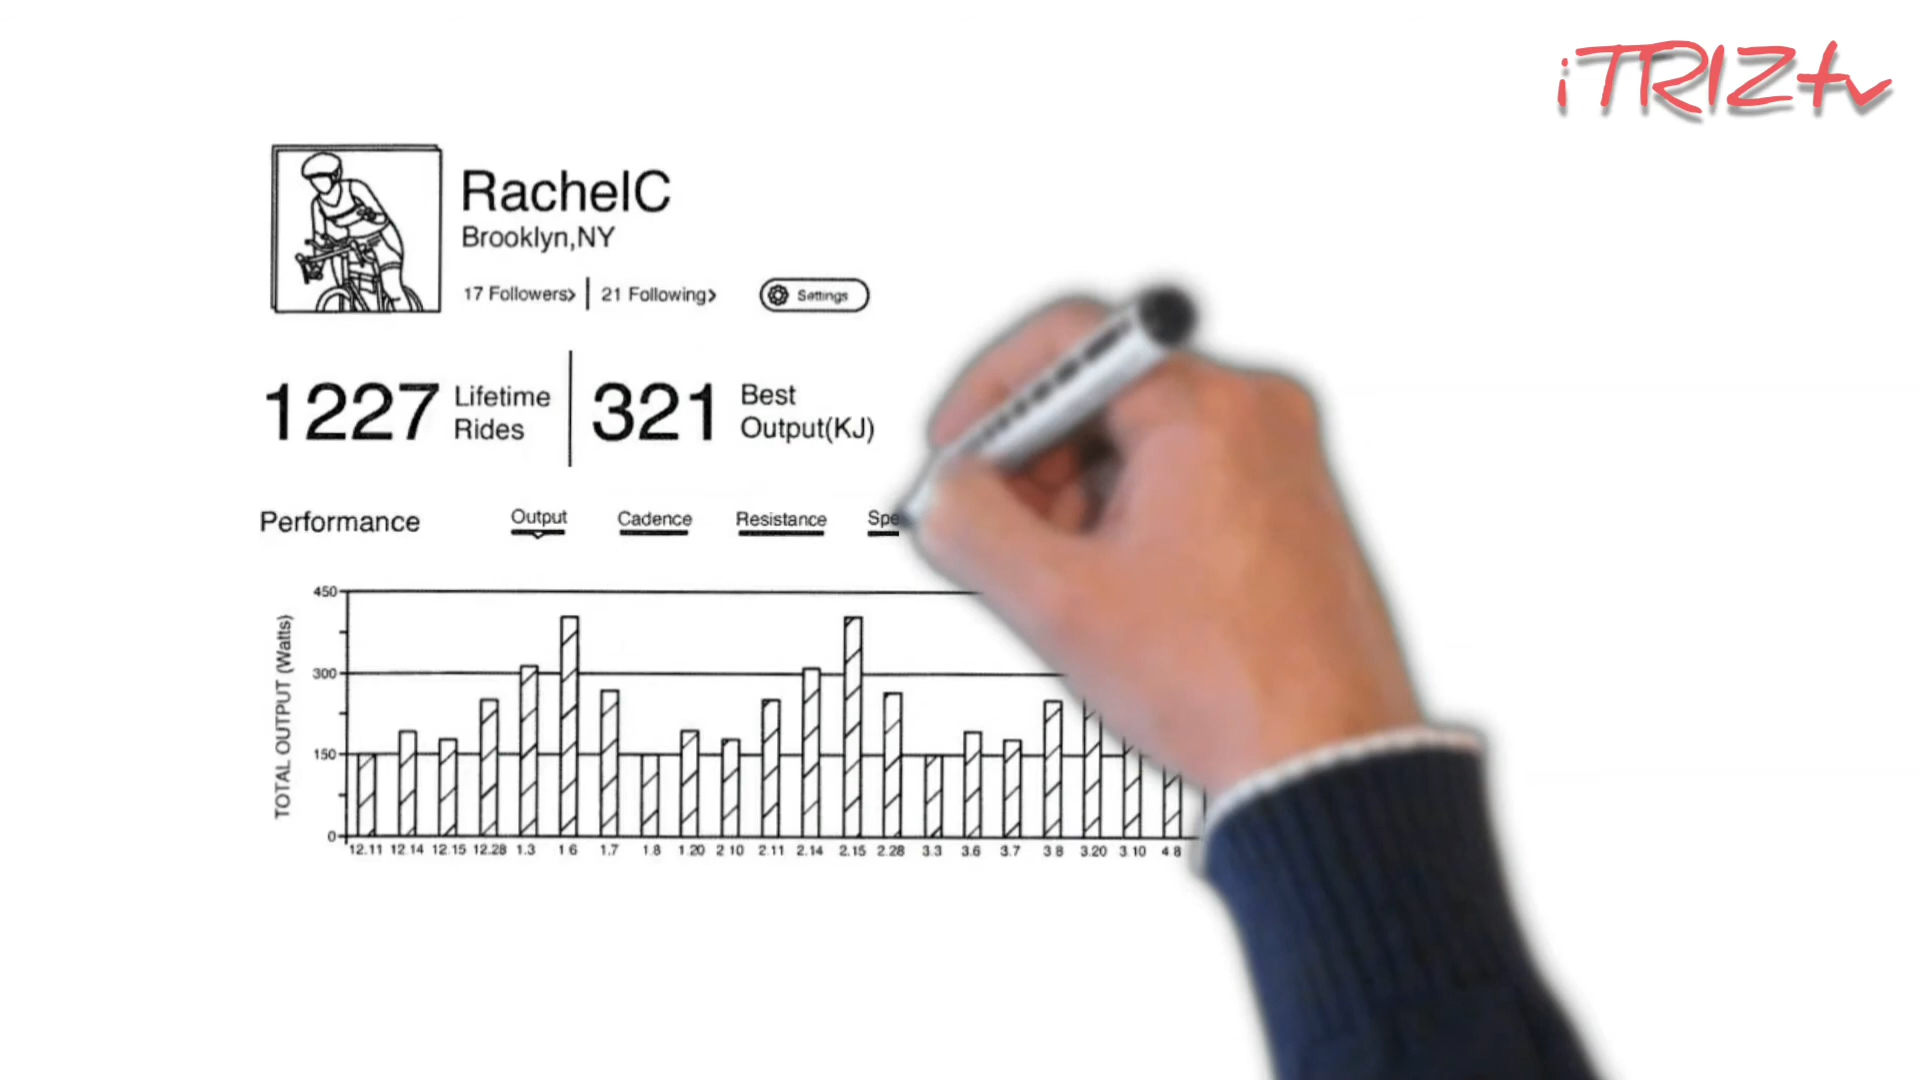 iTRIZtv
RachelC
Brooklyn,NY
17 Followers> | 21 Following>
Settings
1227 Lifetime Rides
321 Best Output(KJ)
Performance Output Cadence Resistance Spe
TOTAL OUTPUT (Watts)
450
300
150
0
12.11 12 14 12.15 12.28 1.3 1 6 1.7 1.8 1 20 2 10 2.11 2.14 2.15 2.28 3.3 3.6 3.7 3 8 3.20 3.10 4 8